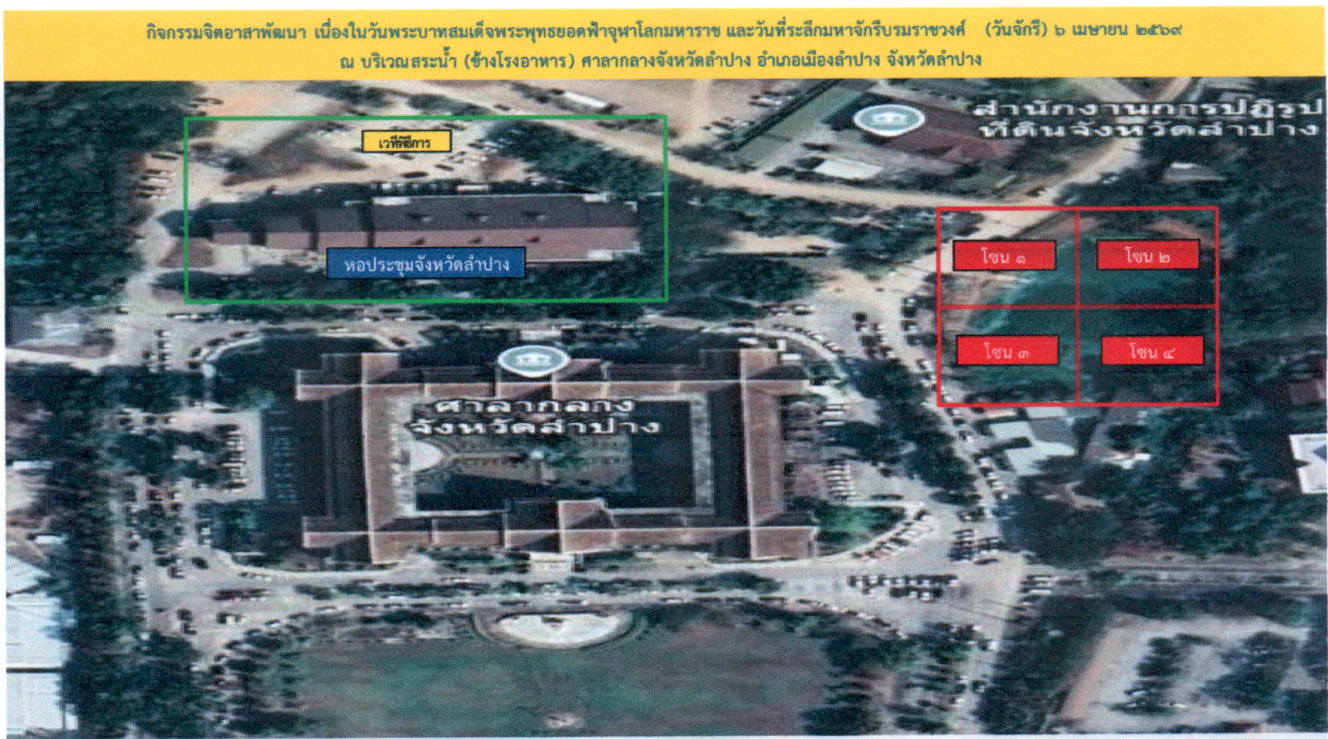 กิจกรรมจิตอาสาพัฒนา เนื่องในวันพระบาทสมเด็จพระพุทธยอดฟ้าจุฬาโลกมหาราช และวันที่ระลึกมหาจักรีบรมราชวงศ์ (วันจักรี) ๖ เมษายน ๒๕๖๙
ณ บริเวณสระน้ำ (ข้างโรงอาหาร) ศาลากลางจังหวัดลำปาง อำเภอเมืองลำปาง จังหวัดลำปาง
สำนักงานการปฏิรูป
ที่ดินจังหวัดลำปาง
เวทีพิธีการ
หอประชุมจังหวัดลำปาง
โซน ๑
โซน ๒
โซน ๓
โซน ๔
ศาลากลาง
จังหวัดลำปาง